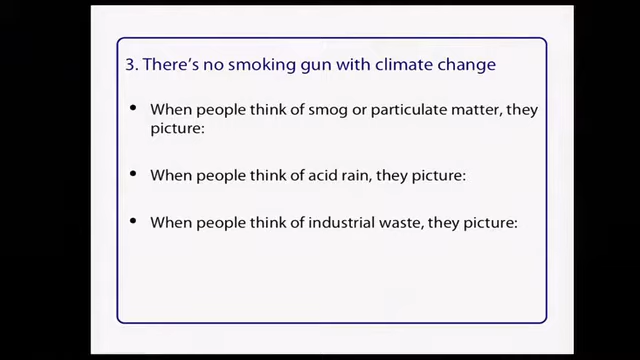 3. There's no smoking gun with climate change
• When people think of smog or particulate matter, they
picture:
• When people think of acid rain, they picture:
• When people think of industrial waste, they picture: